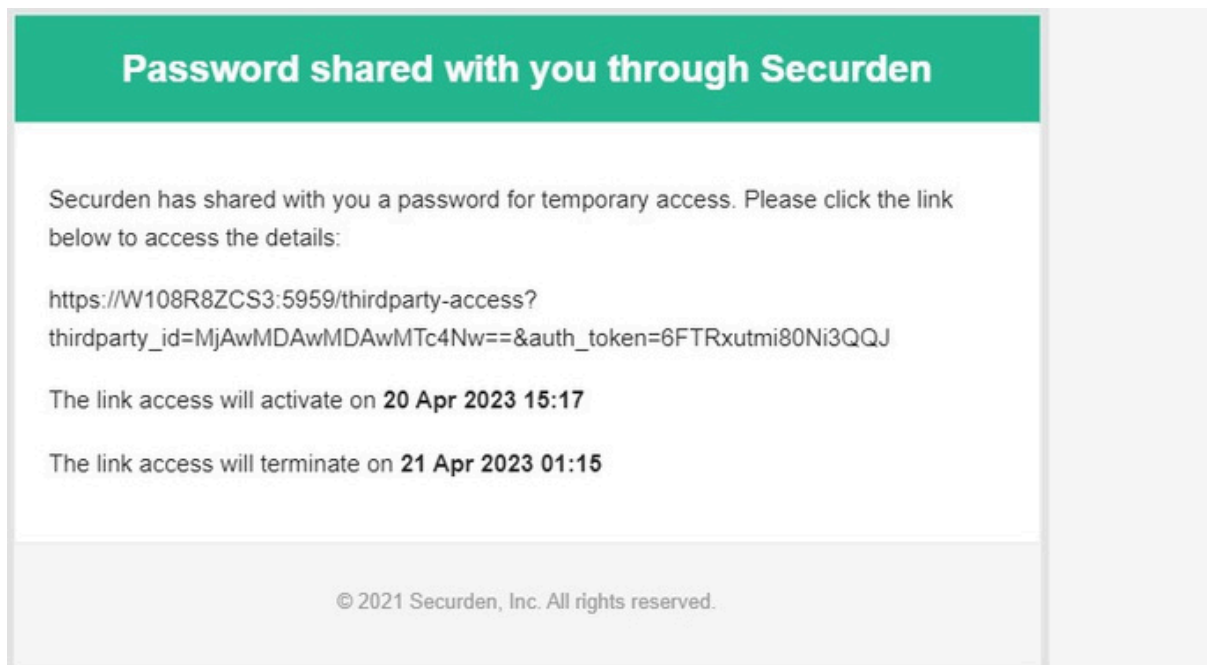 Password shared with you through Securden
Securden has shared with you a password for temporary access. Please click the link
below to access the details:
https://W108R8ZCS3:5959/thirdparty-access?
thirdparty_id=MjAwMDAwMDAwMTc4Nw==&auth_token=6FTRxutmi80Ni3QQJ
The link access will activate on 20 Apr 2023 15:17
The link access will terminate on 21 Apr 2023 01:15
© 2021 Securden, Inc. All rights reserved.